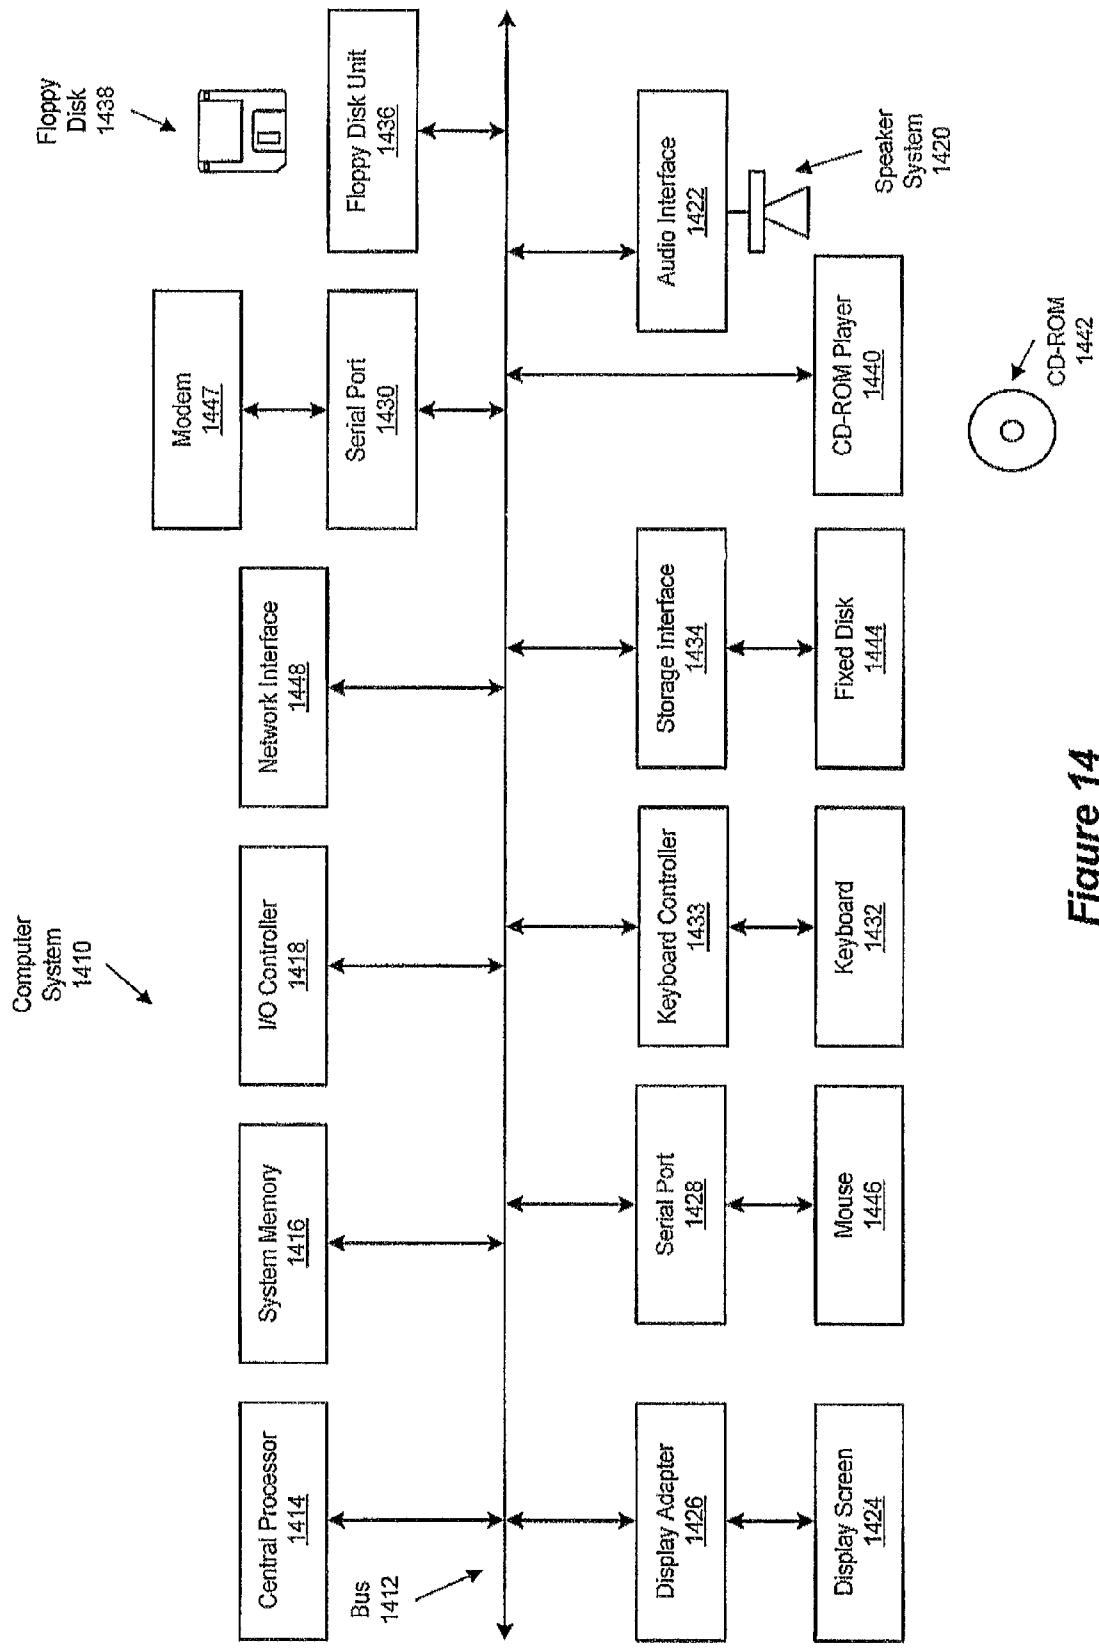 Computer
System
1410
Floppy
Disk
1438
Modem
1447
Central Processor
1414
System Memory
1416
I/O Controller
1418
Network Interface
1448
Serial Port
1430
Floppy Disk Unit
1436
Bus
1412
Display Adapter
1426
Serial Port
1428
Keyboard Controller
1433
Storage Interface
1434
Audio Interface
1422
Display Screen
1424
Mouse
1446
Keyboard
1432
Fixed Disk
1444
CD-ROM Player
1440
Speaker
System
1420
CD-ROM
1442
Figure 14